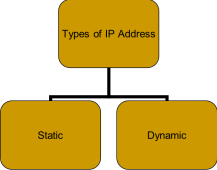 Types of IP Address
Static
Dynamic